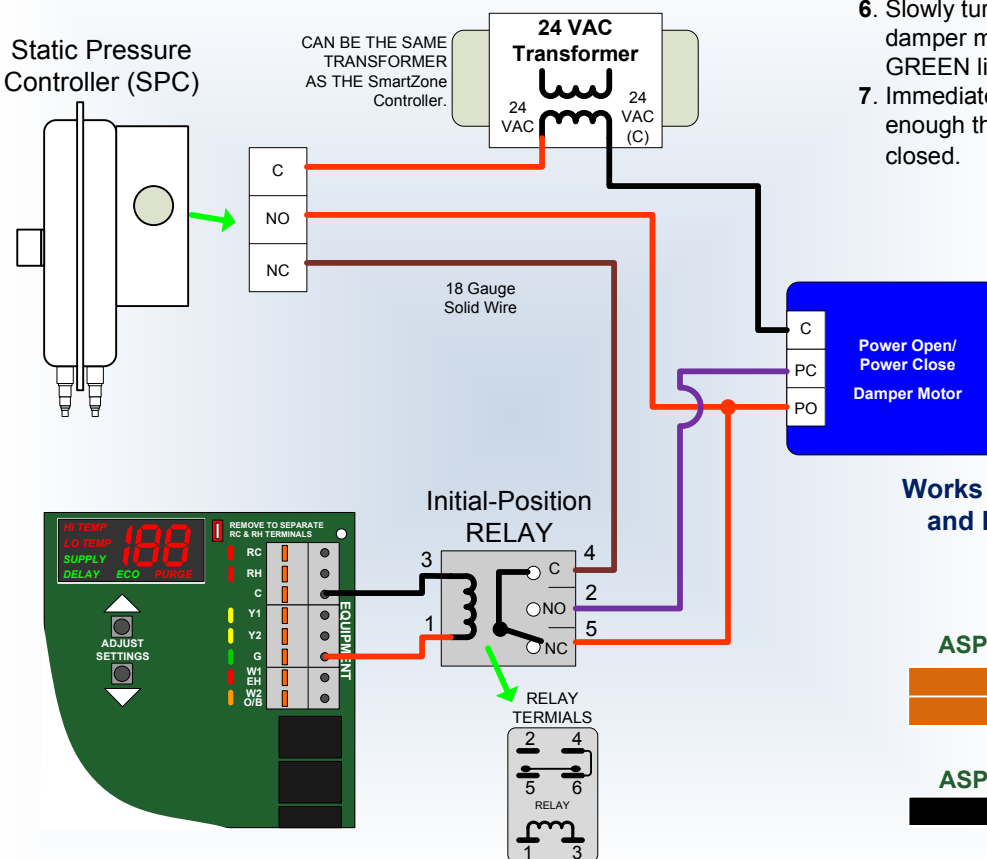 Static Pressure
Controller (SPC)
CAN BE THE SAME
TRANSFORMER
AS THE SmartZone
Controller.
24 VAC
Transformer
24
VAC
24
VAC
(C)
6. Slowly tur
damper m
GREEN li
7. Immediate
enough th
closed.
C
NO
NC
18 Gauge
Solid Wire
C
PC
PO
Power Open/
Power Close
Damper Motor
Works
and
Initial-Position
RELAY
3
1
4
2
5
C
NO
NC
HI TEMP
LO TEMP
SUPPLY
DELAY
ECO
PURGE
188
REMOVE TO SEPARATE
RC & RH TERMINALS
RC
RH
C
Y1
Y2
G
W1
EH
W2
O/B
EQUIPMENT
ADJUST
SETTINGS
RELAY
TERMIALS
2 4
5 6
RELAY
1 3
ASP
ASP